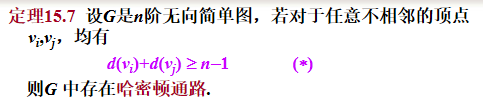 定理15.7 设G是n阶无向简单图，若对于任意不相邻的顶点
vi,vj，均有
d(vi)+d(vj) ≥ n−1 (*)
则G 中存在哈密顿通路.